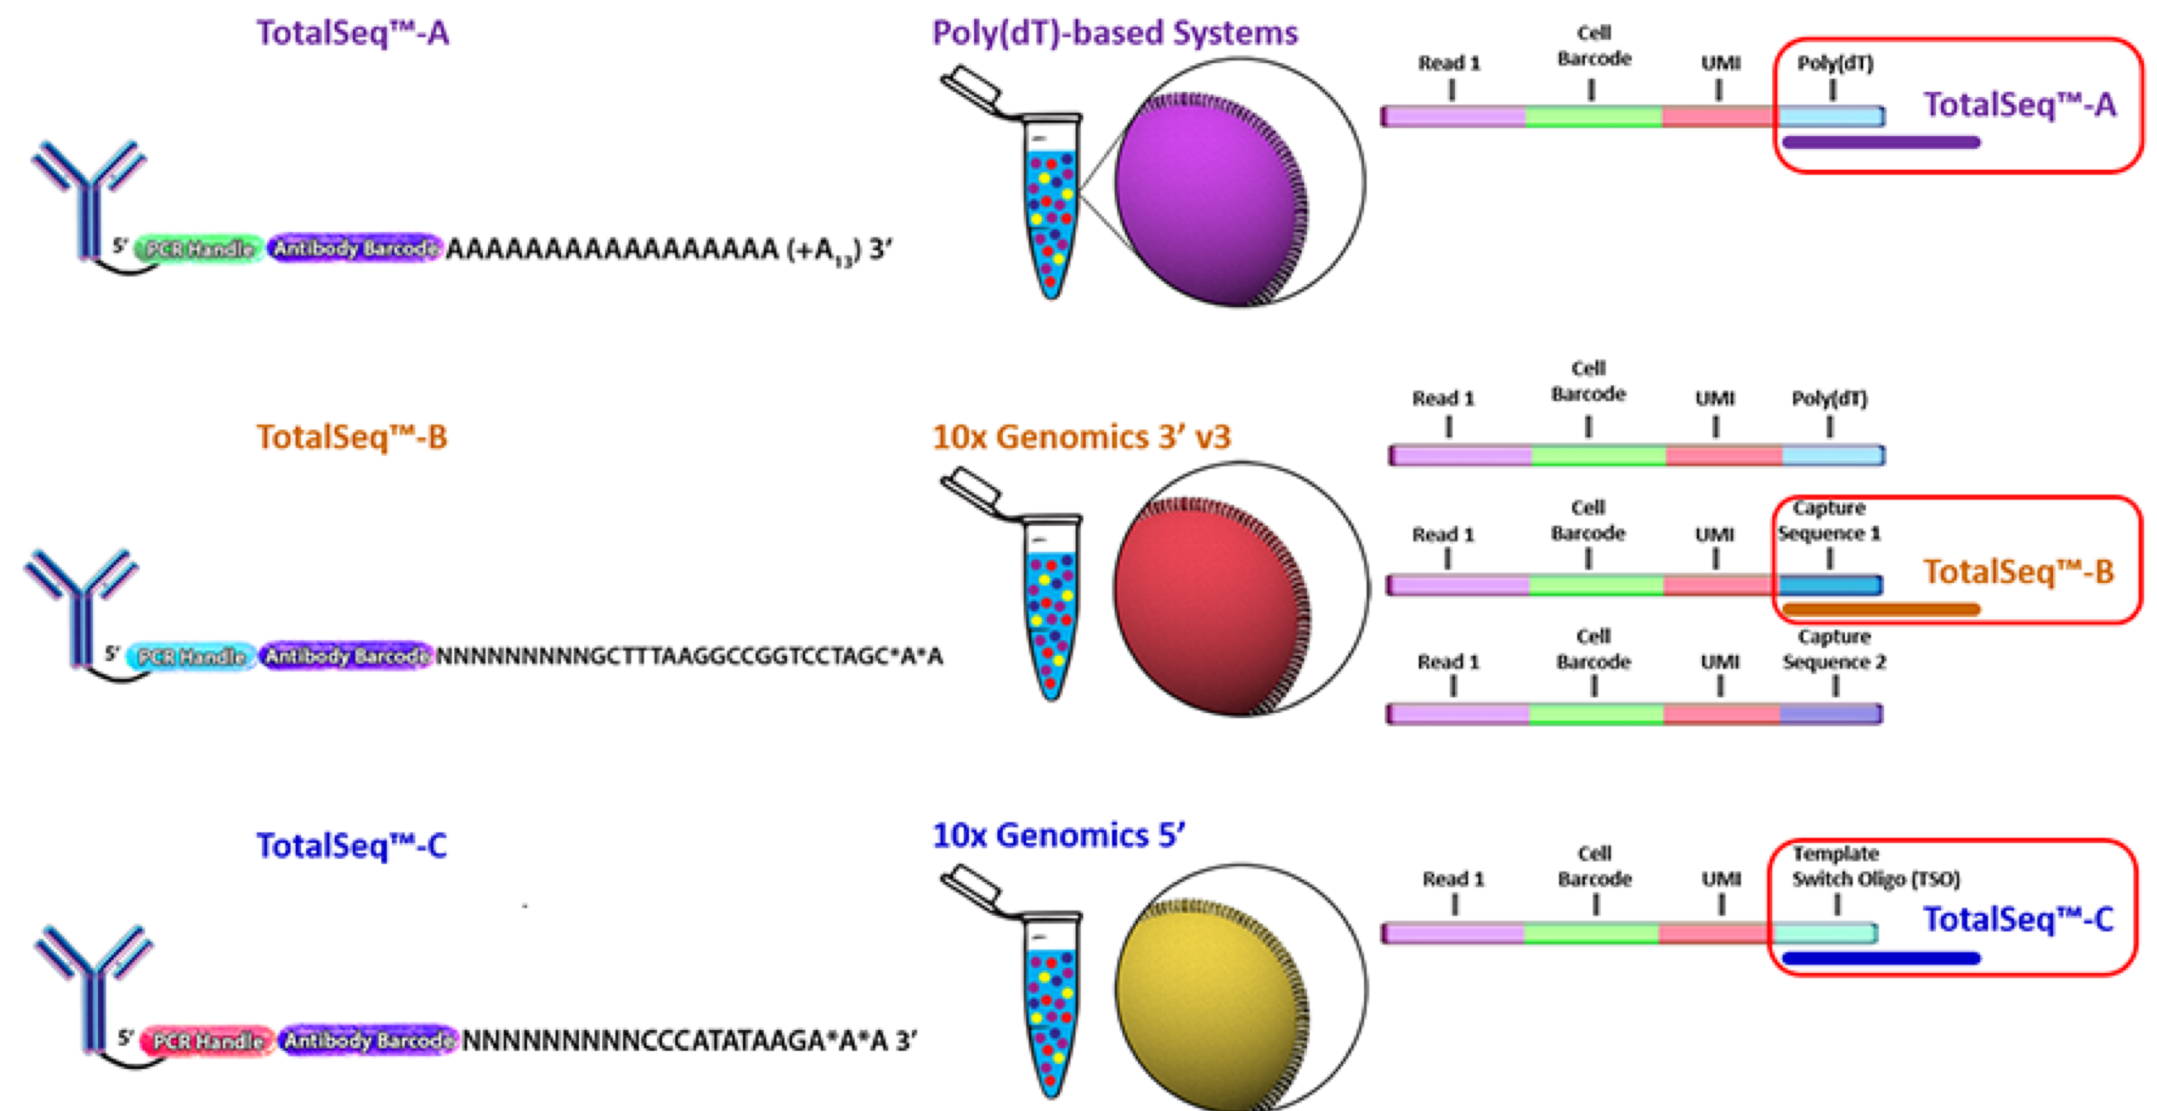 TotalSeq™-A
Poly(dT)-based Systems
Read 1
Cell
Barcode
UMI
Poly(dT)
TotalSeq™-A
5′ PCR Handle Antibody Barcode AAAAAAAAAAAAAAAAA (+A13) 3′
TotalSeq™-B
10x Genomics 3′ v3
Read 1
Cell
Barcode
UMI
Poly(dT)
Read 1
Cell
Barcode
UMI
Capture
Sequence 1
TotalSeq™-B
5′ PCR Handle Antibody Barcode NNNNNNNNNNGCTTTAAGGCCGGTCCTAGC*A*A
Read 1
Cell
Barcode
UMI
Capture
Sequence 2
TotalSeq™-C
10x Genomics 5′
Read 1
Cell
Barcode
UMI
Template
Switch Oligo (TSO)
TotalSeq™-C
5′ PCR Handle Antibody Barcode NNNNNNNNNNCCCATATAAGA*A*A 3′